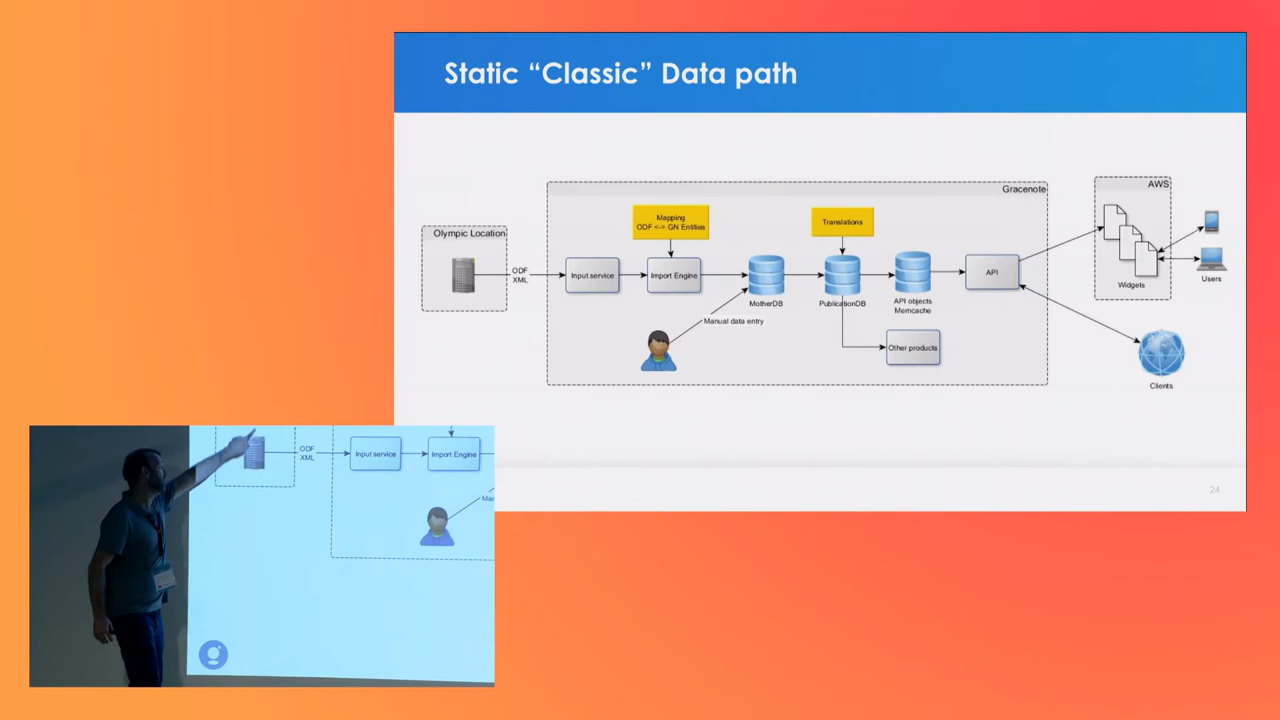 Static “Classic” Data path
Olympic Location
ODF
XML
Gracenote
Mapping
ODF <-> GN Entities
Input service
Import Engine
Manual data entry
MotherDB
Translations
PublicationDB
API objects
Memcache
Other products
API
AWS
Widgets
Users
Clients
24
ODF
XML
Input service
Import Engine